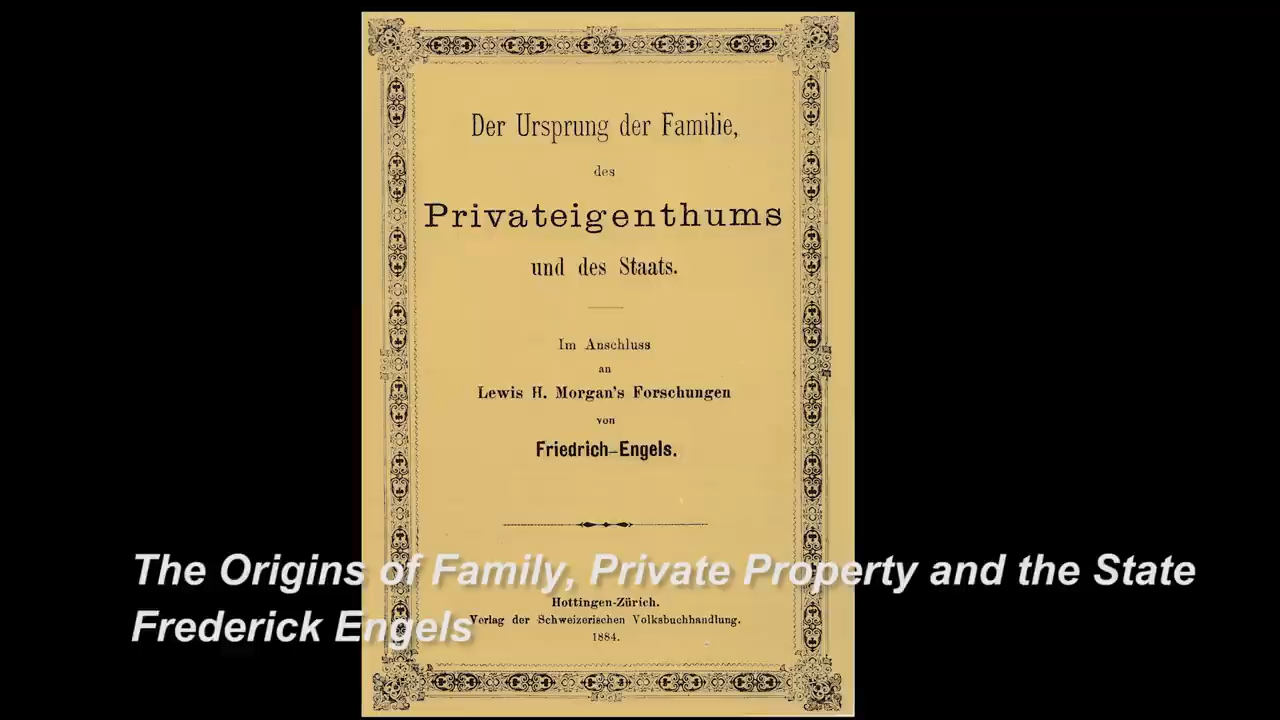 Der Ursprung der Familie,
des
Privateigenthums
und des Staats.
Im Anschluss
an
Lewis H. Morgan's Forschungen
von
Friedrich-Engels.
The Origins of Family, Private Property and the State
Hottingen-Zürich.
Frederick Engels
Verlag der Schweizerischen Volksbuchhandlung.
1884.